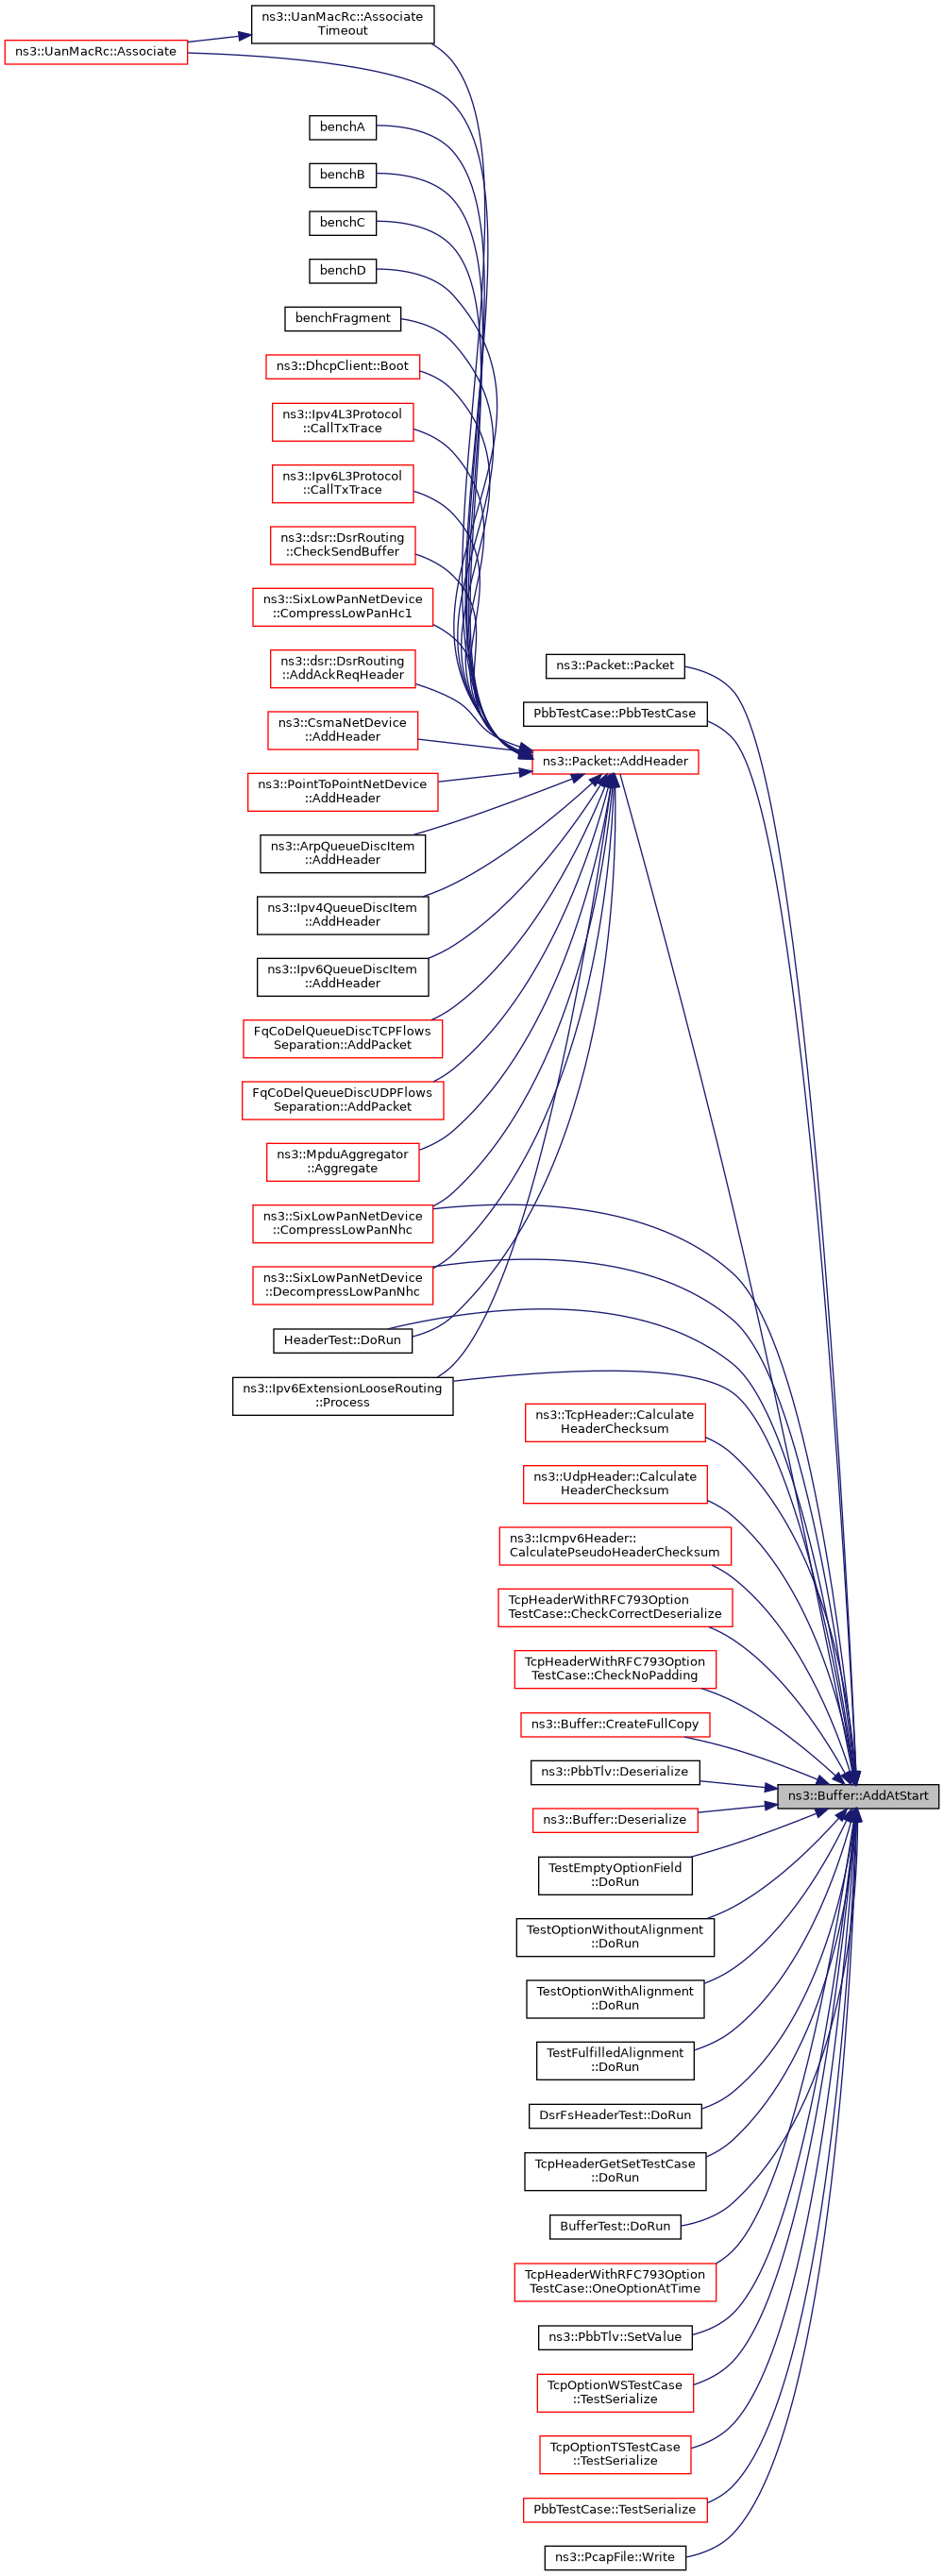 ns3::UanMacRc::Associate
Timeout
ns3::UanMacRc::Associate
benchA
benchB
benchC
benchD
benchFragment
ns3::DhcpClient::Boot
ns3::Ipv4L3Protocol
::CallTxTrace
ns3::Ipv6L3Protocol
::CallTxTrace
ns3::dsr::DsrRouting
::CheckSendBuffer
ns3::SixLowPanNetDevice
::CompressLowPanHc1
ns3::dsr::DsrRouting
::AddAckReqHeader
ns3::CsmaNetDevice
::AddHeader
ns3::PointToPointNetDevice
::AddHeader
ns3::ArpQueueDiscItem
::AddHeader
ns3::Ipv4QueueDiscItem
::AddHeader
ns3::Ipv6QueueDiscItem
::AddHeader
FqCoDelQueueDiscTCPFlows
Separation::AddPacket
FqCoDelQueueDiscUDPFlows
Separation::AddPacket
ns3::MpduAggregator
::Aggregate
ns3::SixLowPanNetDevice
::CompressLowPanNhc
ns3::SixLowPanNetDevice
::DecompressLowPanNhc
HeaderTest::DoRun
ns3::Ipv6ExtensionLooseRouting
::Process
ns3::Packet::Packet
PbbTestCase::PbbTestCase
ns3::Packet::AddHeader
ns3::TcpHeader::Calculate
HeaderChecksum
ns3::UdpHeader::Calculate
HeaderChecksum
ns3::Icmpv6Header::
CalculatePseudoHeaderChecksum
TcpHeaderWithRFC793Option
TestCase::CheckCorrectDeserialize
TcpHeaderWithRFC793Option
TestCase::CheckNoPadding
ns3::Buffer::CreateFullCopy
ns3::PbbTlv::Deserialize
ns3::Buffer::Deserialize
TestEmptyOptionField
::DoRun
TestOptionWithoutAlignment
::DoRun
TestOptionWithAlignment
::DoRun
TestFulfilledAlignment
::DoRun
DsrFsHeaderTest::DoRun
TcpHeaderGetSetTestCase
::DoRun
BufferTest::DoRun
TcpHeaderWithRFC793Option
TestCase::OneOptionAtTime
ns3::PbbTlv::SetValue
TcpOptionWSTestCase
::TestSerialize
TcpOptionTSTestCase
::TestSerialize
PbbTestCase::TestSerialize
ns3::PcapFile::Write
ns3::Buffer::AddAtStart